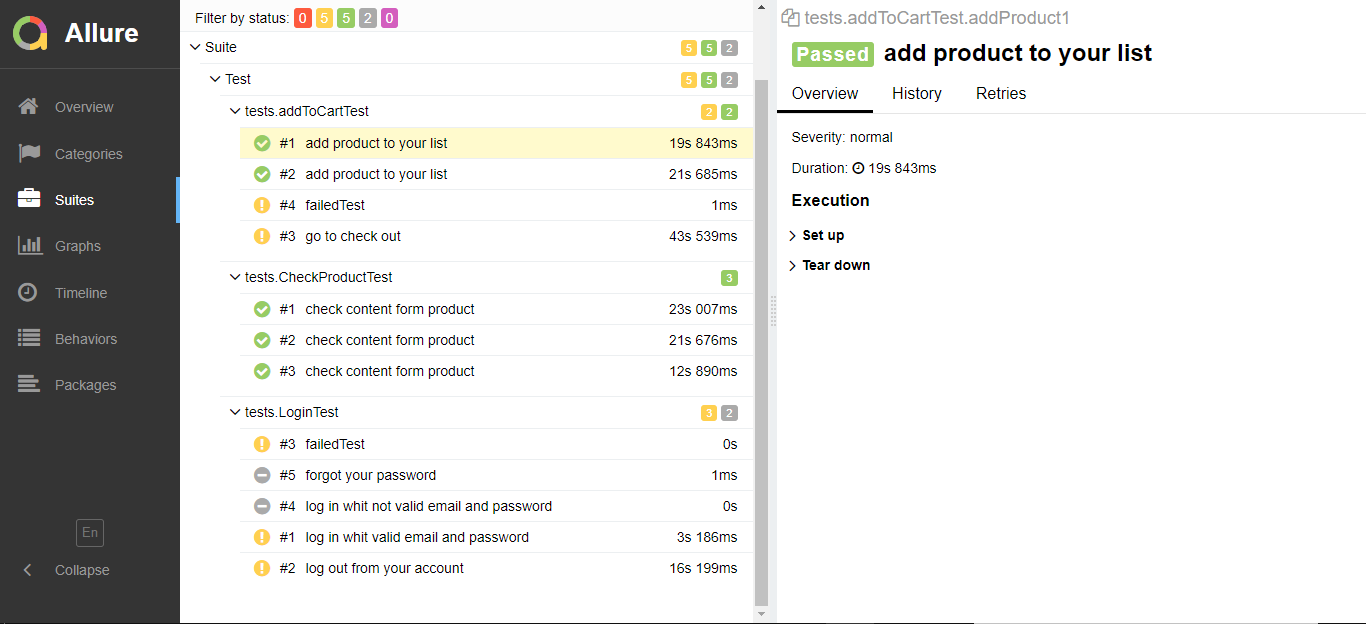 Allure
Overview
Categories
Suites
Graphs
Timeline
Behaviors
Packages
En
Collapse
Filter by status: 0 5 5 2 0
Suite 5 5 2
Test 5 5 2
tests.addToCartTest 2 2
#1 add product to your list 19s 843ms
#2 add product to your list 21s 685ms
#4 failedTest 1ms
#3 go to check out 43s 539ms
tests.CheckProductTest 3
#1 check content form product 23s 007ms
#2 check content form product 21s 676ms
#3 check content form product 12s 890ms
tests.LoginTest 3 2
#3 failedTest 0s
#5 forgot your password 1ms
#4 log in whit not valid email and password 0s
#1 log in whit valid email and password 3s 186ms
#2 log out from your account 16s 199ms
tests.addToCartTest.addProduct1
Passed add product to your list
Overview History Retries
Severity: normal
Duration: 19s 843ms
Execution
Set up
Tear down